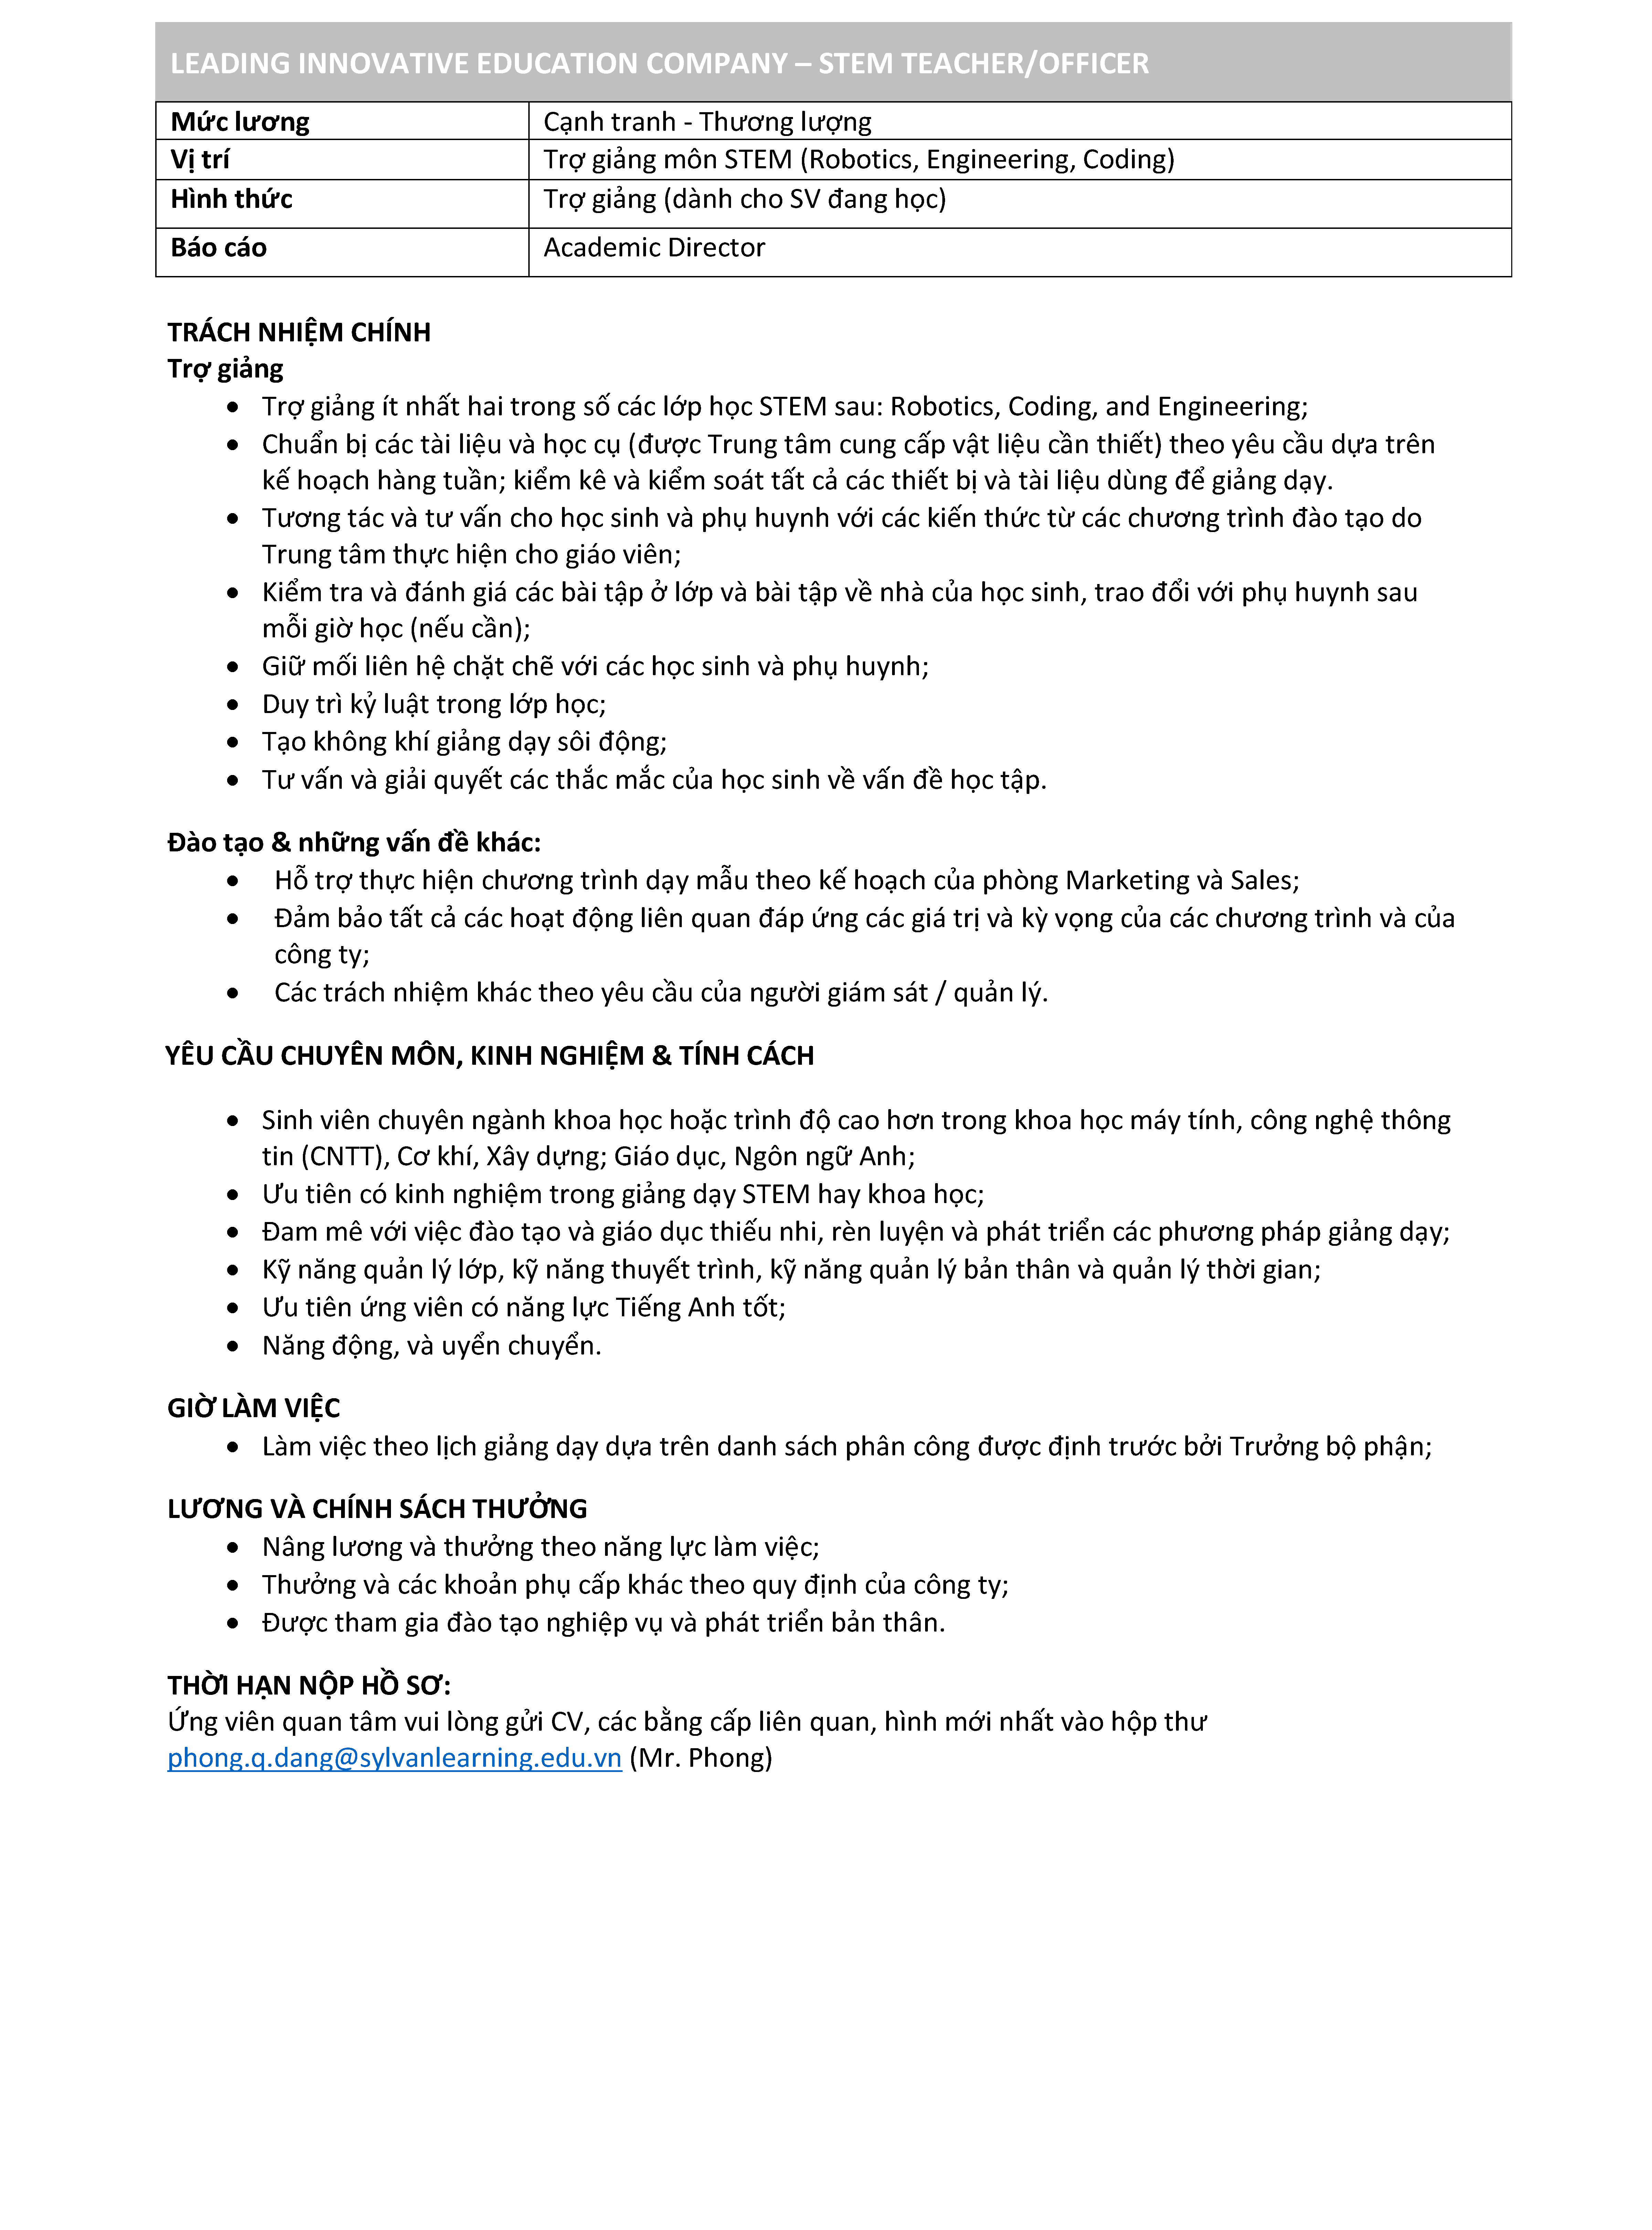 LEADING INNOVATIVE EDUCATION COMPANY – STEM TEACHER/OFFICER
Mức lương Cạnh tranh - Thương lượng
Vị trí Trợ giảng môn STEM (Robotics, Engineering, Coding)
Hình thức Trợ giảng (dành cho SV đang học)
Báo cáo Academic Director
TRÁCH NHIỆM CHÍNH
Trợ giảng
• Trợ giảng ít nhất hai trong số các lớp học STEM sau: Robotics, Coding, and Engineering;
• Chuẩn bị các tài liệu và học cụ (được Trung tâm cung cấp vật liệu cần thiết) theo yêu cầu dựa trên
kế hoạch hàng tuần; kiểm kê và kiểm soát tất cả các thiết bị và tài liệu dùng để giảng dạy.
• Tương tác và tư vấn cho học sinh và phụ huynh với các kiến thức từ các chương trình đào tạo do
Trung tâm thực hiện cho giáo viên;
• Kiểm tra và đánh giá các bài tập ở lớp và bài tập về nhà của học sinh, trao đổi với phụ huynh sau
mỗi giờ học (nếu cần);
• Giữ mối liên hệ chặt chẽ với các học sinh và phụ huynh;
• Duy trì kỷ luật trong lớp học;
• Tạo không khí giảng dạy sôi động;
• Tư vấn và giải quyết các thắc mắc của học sinh về vấn đề học tập.
Đào tạo & những vấn đề khác:
• Hỗ trợ thực hiện chương trình dạy mẫu theo kế hoạch của phòng Marketing và Sales;
• Đảm bảo tất cả các hoạt động liên quan đáp ứng các giá trị và kỳ vọng của các chương trình và của
công ty;
• Các trách nhiệm khác theo yêu cầu của người giám sát / quản lý.
YÊU CẦU CHUYÊN MÔN, KINH NGHIỆM & TÍNH CÁCH
• Sinh viên chuyên ngành khoa học hoặc trình độ cao hơn trong khoa học máy tính, công nghệ thông
tin (CNTT), Cơ khí, Xây dựng; Giáo dục, Ngôn ngữ Anh;
• Ưu tiên có kinh nghiệm trong giảng dạy STEM hay khoa học;
• Đam mê với việc đào tạo và giáo dục thiếu nhi, rèn luyện và phát triển các phương pháp giảng dạy;
• Kỹ năng quản lý lớp, kỹ năng thuyết trình, kỹ năng quản lý bản thân và quản lý thời gian;
• Ưu tiên ứng viên có năng lực Tiếng Anh tốt;
• Năng động, và uyển chuyển.
GIỜ LÀM VIỆC
• Làm việc theo lịch giảng dạy dựa trên danh sách phân công được định trước bởi Trưởng bộ phận;
LƯƠNG VÀ CHÍNH SÁCH THƯỞNG
• Nâng lương và thưởng theo năng lực làm việc;
• Thưởng và các khoản phụ cấp khác theo quy định của công ty;
• Được tham gia đào tạo nghiệp vụ và phát triển bản thân.
THỜI HẠN NỘP HỒ SƠ:
Ứng viên quan tâm vui lòng gửi CV, các bằng cấp liên quan, hình mới nhất vào hộp thư
phong.q.dang@sylvanlearning.edu.vn (Mr. Phong)